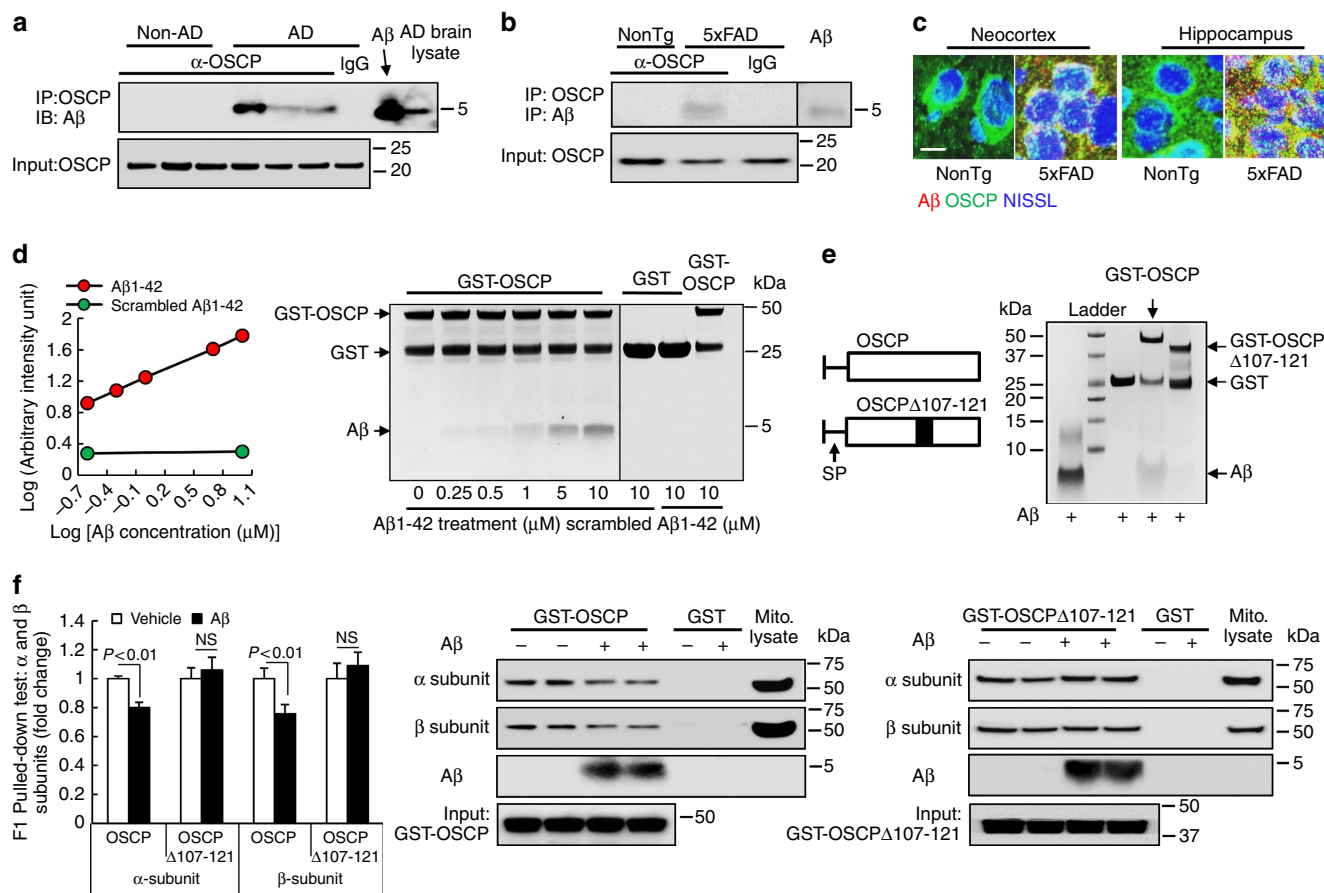 a
Non-AD AD Aβ AD brain lysate
α-OSCP IgG
IP:OSCP
IB: Aβ
5
Input:OSCP
25
20
b
NonTg 5xFAD Aβ
α-OSCP IgG
IP: OSCP
IP: Aβ
5
Input: OSCP
25
20
c
Neocortex Hippocampus
NonTg 5xFAD NonTg 5xFAD
Aβ OSCP NISSL
d
Aβ1-42
Scrambled Aβ1-42
Log (Arbitrary intensity unit)
2
1.6
1.2
0.8
0.4
0
−0.7 −0.4 −0.1 0.2 0.5 0.8 1.1
Log [Aβ concentration (μM)]
GST-OSCP GST GST-OSCP kDa
GST-OSCP 50
GST 25
Aβ 5
0 0.25 0.5 1 5 10 10 10 10
Aβ1-42 treatment (μM) scrambled Aβ1-42 (μM)
e
OSCP
OSCPΔ107-121
SP
GST-OSCP
kDa Ladder
50
37
25
20
15
10
GST-OSCP
Δ107-121
GST
Aβ
Aβ + + + +
f
F1 Pulled-down test: α and β subunits (fold change)
Vehicle Aβ
1.4
1.2
1
0.8
0.6
0.4
0.2
0
P<0.01 NS P<0.01 NS
OSCP OSCP Δ107-121 OSCP OSCP Δ107-121
α-subunit β-subunit
GST-OSCP GST Mito. lysate kDa
Aβ − − + + − +
α subunit 75
50
β subunit 75
50
Aβ 5
Input: GST-OSCP 50
GST-OSCPΔ107-121 GST Mito. lysate kDa
Aβ − − + + − +
α subunit 75
50
β subunit 75
50
Aβ 5
Input: GST-OSCPΔ107-121 50
37